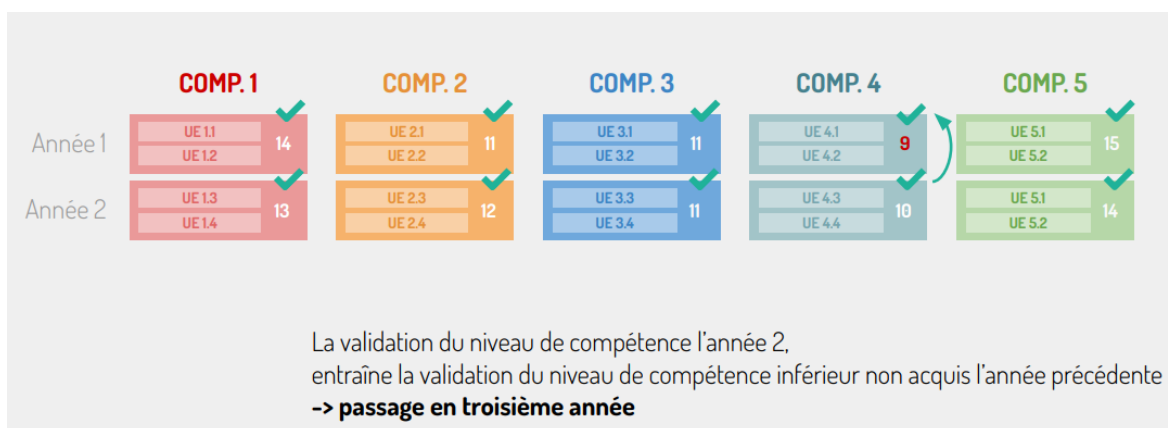 COMP. 1 COMP. 2 COMP. 3 COMP. 4 COMP. 5
Année 1
UE 1.1 UE 2.1 UE 3.1 UE 4.1 UE 5.1
14 11 11 9 15
UE 1.2 UE 2.2 UE 3.2 UE 4.2 UE 5.2
Année 2
UE 1.3 UE 2.3 UE 3.3 UE 4.3 UE 5.1
13 12 11 10 14
UE 1.4 UE 2.4 UE 3.4 UE 4.4 UE 5.2
La validation du niveau de compétence l'année 2,
entraîne la validation du niveau de compétence inférieur non acquis l'année précédente
-> passage en troisième année